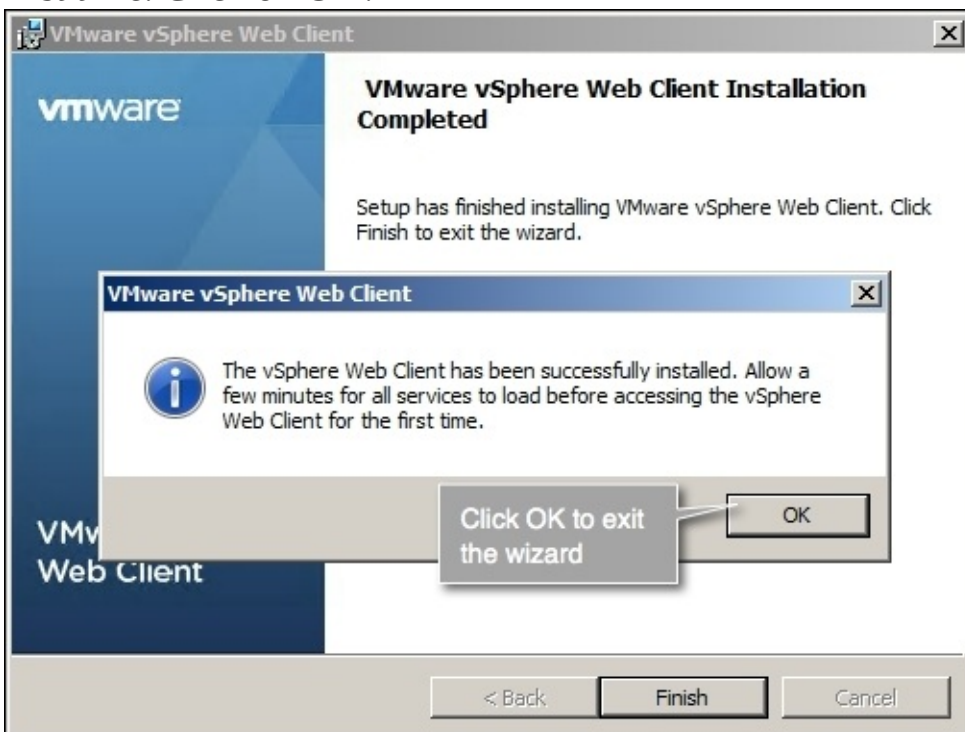 VMware vSphere Web Client
vmware
VMware vSphere Web Client Installation
Completed
Setup has finished installing VMware vSphere Web Client. Click
Finish to exit the wizard.
VMware vSphere Web Client
The vSphere Web Client has been successfully installed. Allow a
few minutes for all services to load before accessing the vSphere
Web Client for the first time.
OK
Click OK to exit
the wizard
Web Client
< Back
Finish
Cancel